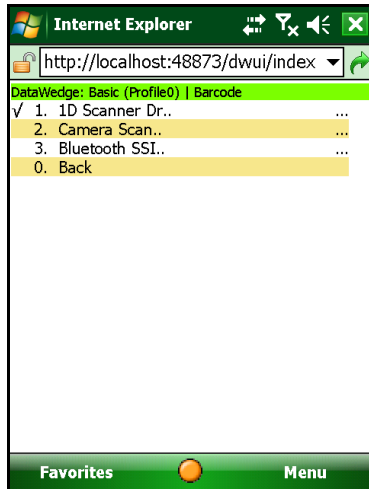 Internet Explorer
http://localhost:48873/dwui/index
DataWedge: Basic (Profile0) | Barcode
√ 1. 1D Scanner Dr.. ...
2. Camera Scan.. ...
3. Bluetooth SSI.. ...
0. Back
Favorites Menu